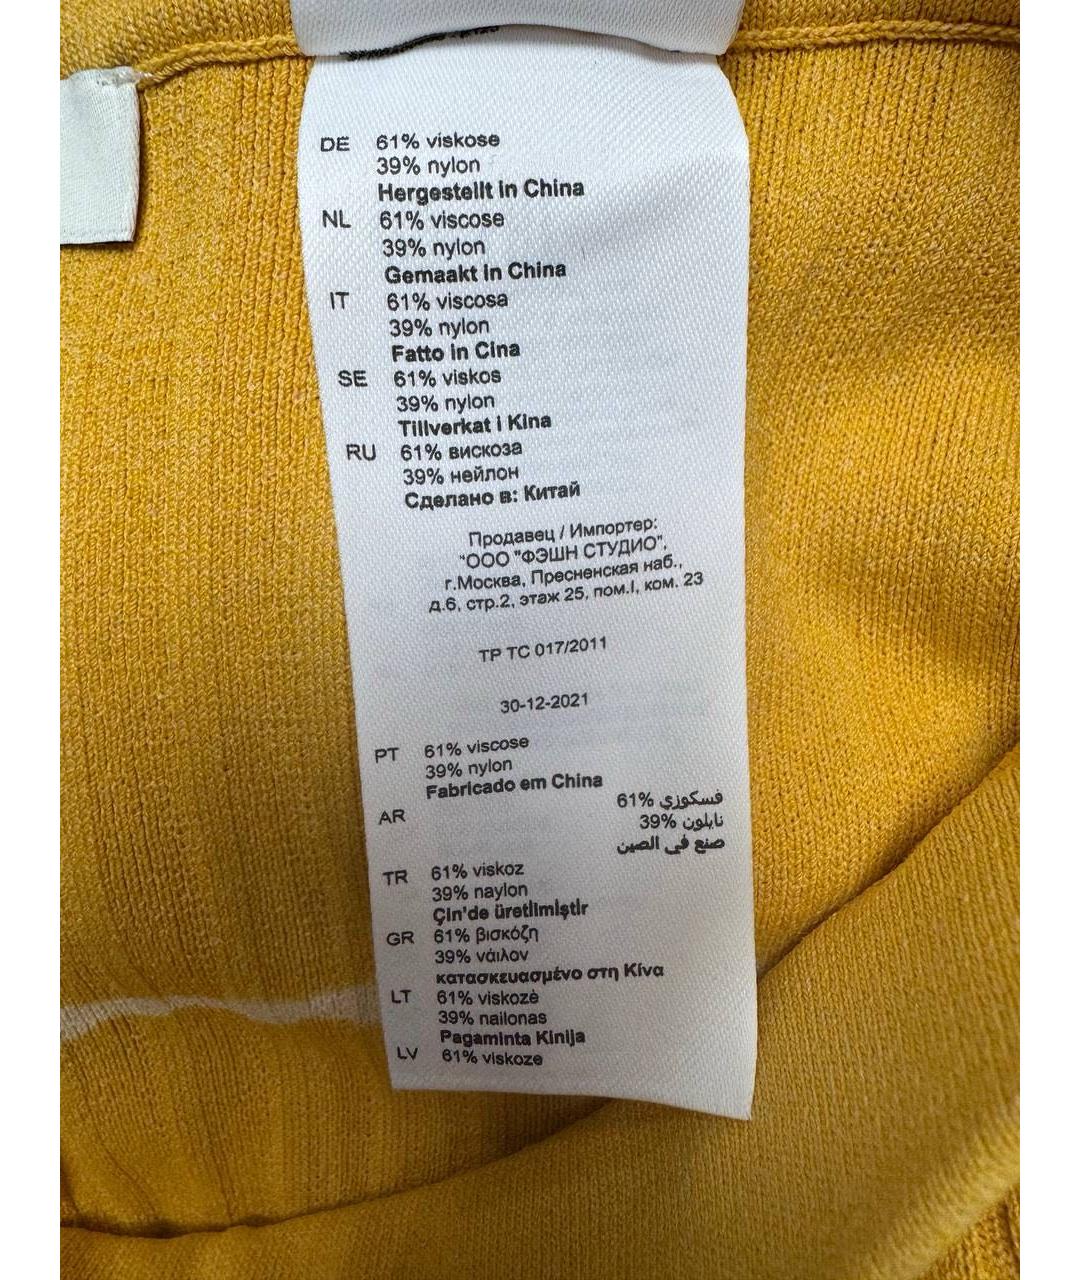 DE 61% viskose
39% nylon
Hergestellt in China
NL 61% viscose
39% nylon
Gemaakt in China
IT 61% viscosa
39% nylon
Fatto in Cina
SE 61% viskos
39% nylon
Tillverkat i Kina
RU 61% вискоза
39% нейлон
Сделано в: Китай
Продавец / Импортер:
"ООО "ФЭШН СТУДИО",
г.Москва, Пресненская наб.,
д.6, стр.2, этаж 25, пом.I, ком. 23
ТР ТС 017/2011
30-12-2021
PT 61% viscose
39% nylon
Fabricado em China
AR 61% فسكوزي
39% نايلون
صنع في الصين
TR 61% viskoz
39% naylon
Çin'de üretilmiştir
GR 61% βισκόζη
39% νάιλον
κατασκευασμένο στη Κίνα
LT 61% viskozė
39% nailonas
Pagaminta Kinija
LV 61% viskoze